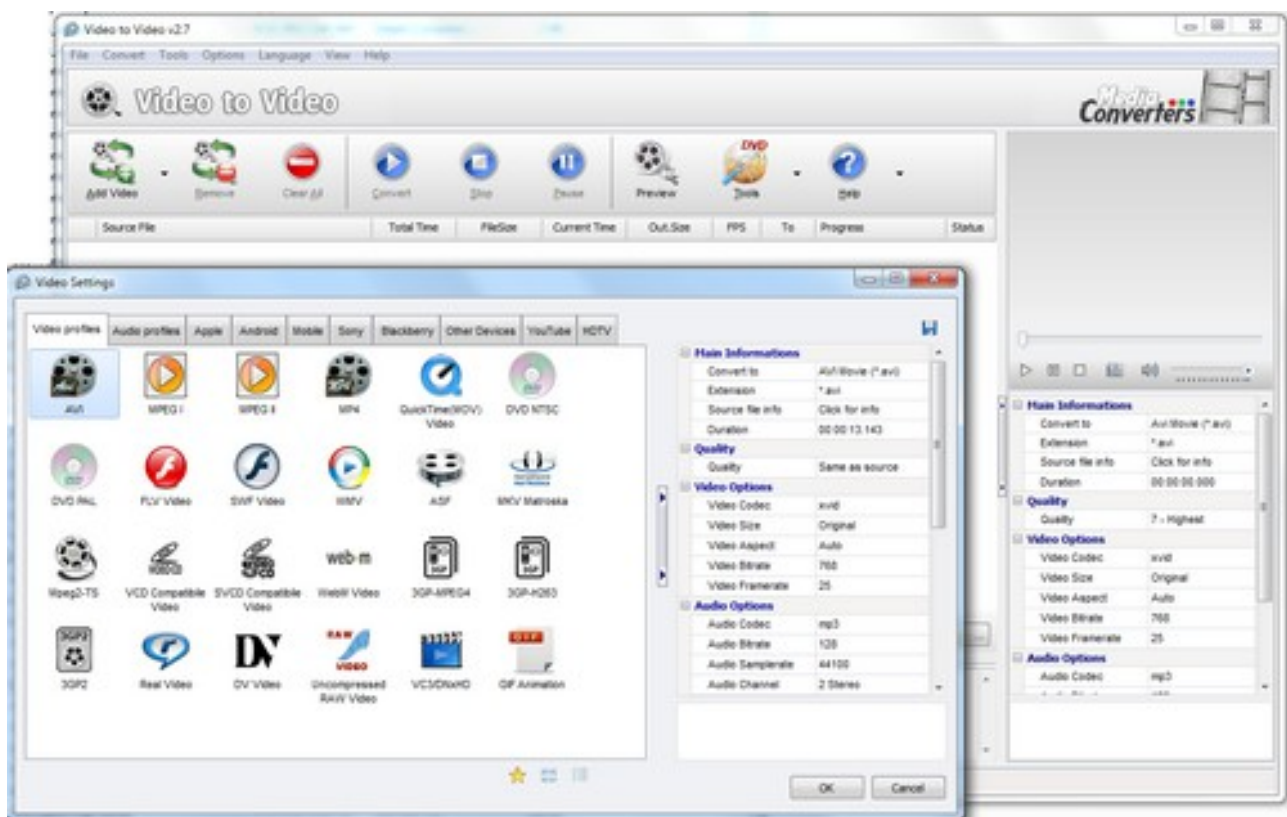 Video to Video v2.7
File Convert Tools Options Language View Help
Video to Video
Media
Converters
DVD
Add Video Remove Clear All Convert Stop Pause Preview Tools Help
Source File Total Time FileSize Current Time Out.Size FPS To Progress Status
Video Settings
Video profiles Audio profiles Apple Android Mobile Sony Blackberry Other Devices YouTube HDTV
AVI MPEG I MPEG II MP4 QuickTime(MOV) Video DVD NTSC
DVD PAL FLV Video SWF Video WMV ASF MKV Matroska
web m
Mpeg2-TS VCD Compatibile Video SVCD Compatibile Video WebM Video 3GP-MPEG4 3GP-H263
3GP2 Real Video DV Video Uncompressed RAW Video VC3/DNxHD GIF Animation
Main Informations
Convert to AVI Movie (*.avi)
Extension *.avi
Source file info Click for info
Duration 00:00:13.143
Quality
Quality Same as source
Video Options
Video Codec xvid
Video Size Original
Video Aspect Auto
Video Bitrate 768
Video Framerate 25
Audio Options
Audio Codec mp3
Audio Bitrate 128
Audio Samplerate 44100
Audio Channel 2 Stereo
OK Cancel
Main Informations
Convert to Avi Movie (*.avi)
Extension *.avi
Source file info Click for info
Duration 00:00:00.000
Quality
Quality 7 - Highest
Video Options
Video Codec xvid
Video Size Original
Video Aspect Auto
Video Bitrate 768
Video Framerate 25
Audio Options
Audio Codec mp3